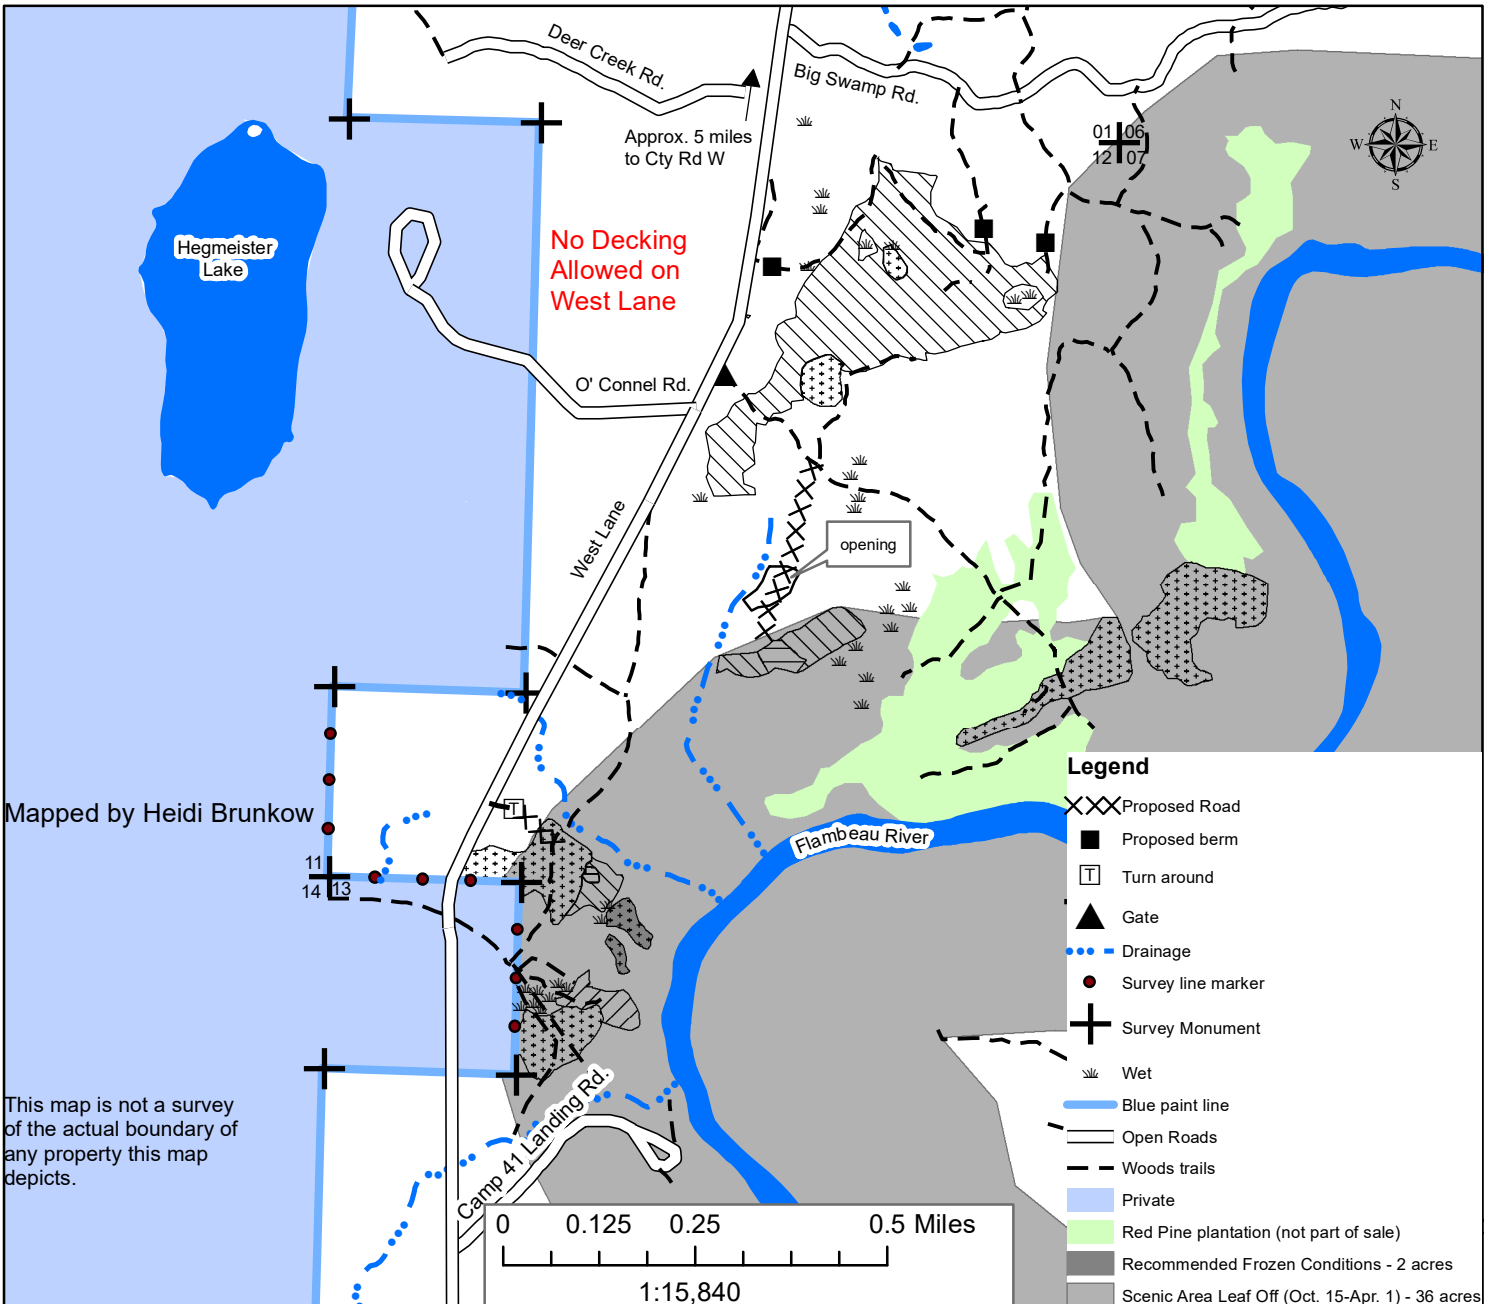 Deer Creek Rd.
Big Swamp Rd.
Approx. 5 miles
to Cty Rd W
01 06
12 07
N
W E
S
Hegmeister
Lake
No Decking
Allowed on
West Lane
O' Connel Rd.
West Lane
opening
Mapped by Heidi Brunkow
T
Flambeau River
11
14 13
This map is not a survey
of the actual boundary of
any property this map
depicts.
Camp 41 Landing Rd.
0 0.125 0.25 0.5 Miles
1:15,840
Legend
Proposed Road
Proposed berm
T Turn around
Gate
Drainage
Survey line marker
Survey Monument
Wet
Blue paint line
Open Roads
Woods trails
Private
Red Pine plantation (not part of sale)
Recommended Frozen Conditions - 2 acres
Scenic Area Leaf Off (Oct. 15-Apr. 1) - 36 acres